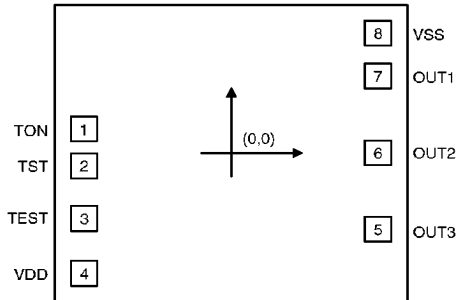 8 VSS
7 OUT1
TON 1
(0,0)
TST 2
6 OUT2
TEST 3
5 OUT3
VDD 4